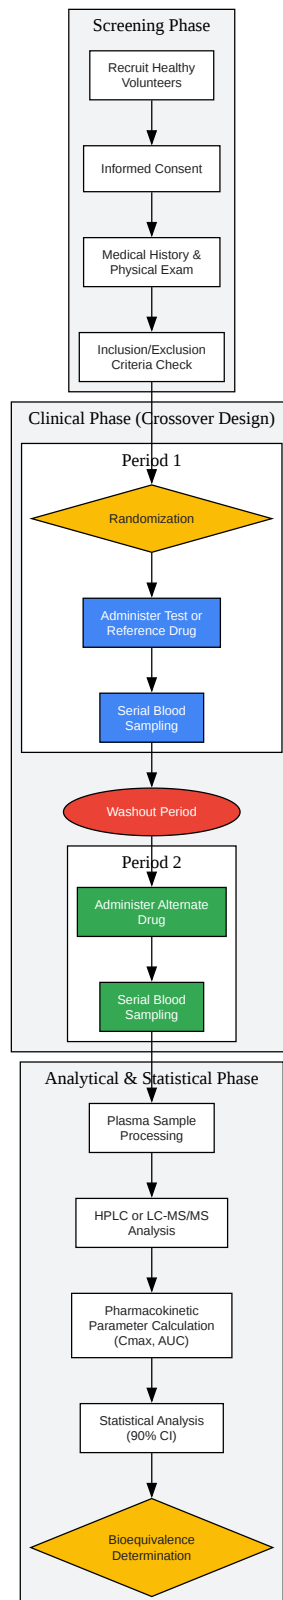 Screening Phase
Recruit Healthy
Volunteers
Informed Consent
Medical History &
Physical Exam
Inclusion/Exclusion
Criteria Check
Clinical Phase (Crossover Design)
Period 1
Randomization
Administer Test or
Reference Drug
Serial Blood
Sampling
Washout Period
Period 2
Administer Alternate
Drug
Serial Blood
Sampling
Analytical & Statistical Phase
Plasma Sample
Processing
HPLC or LC-MS/MS
Analysis
Pharmacokinetic
Parameter Calculation
(Cmax, AUC)
Statistical Analysis
(90% CI)
Bioequivalence
Determination